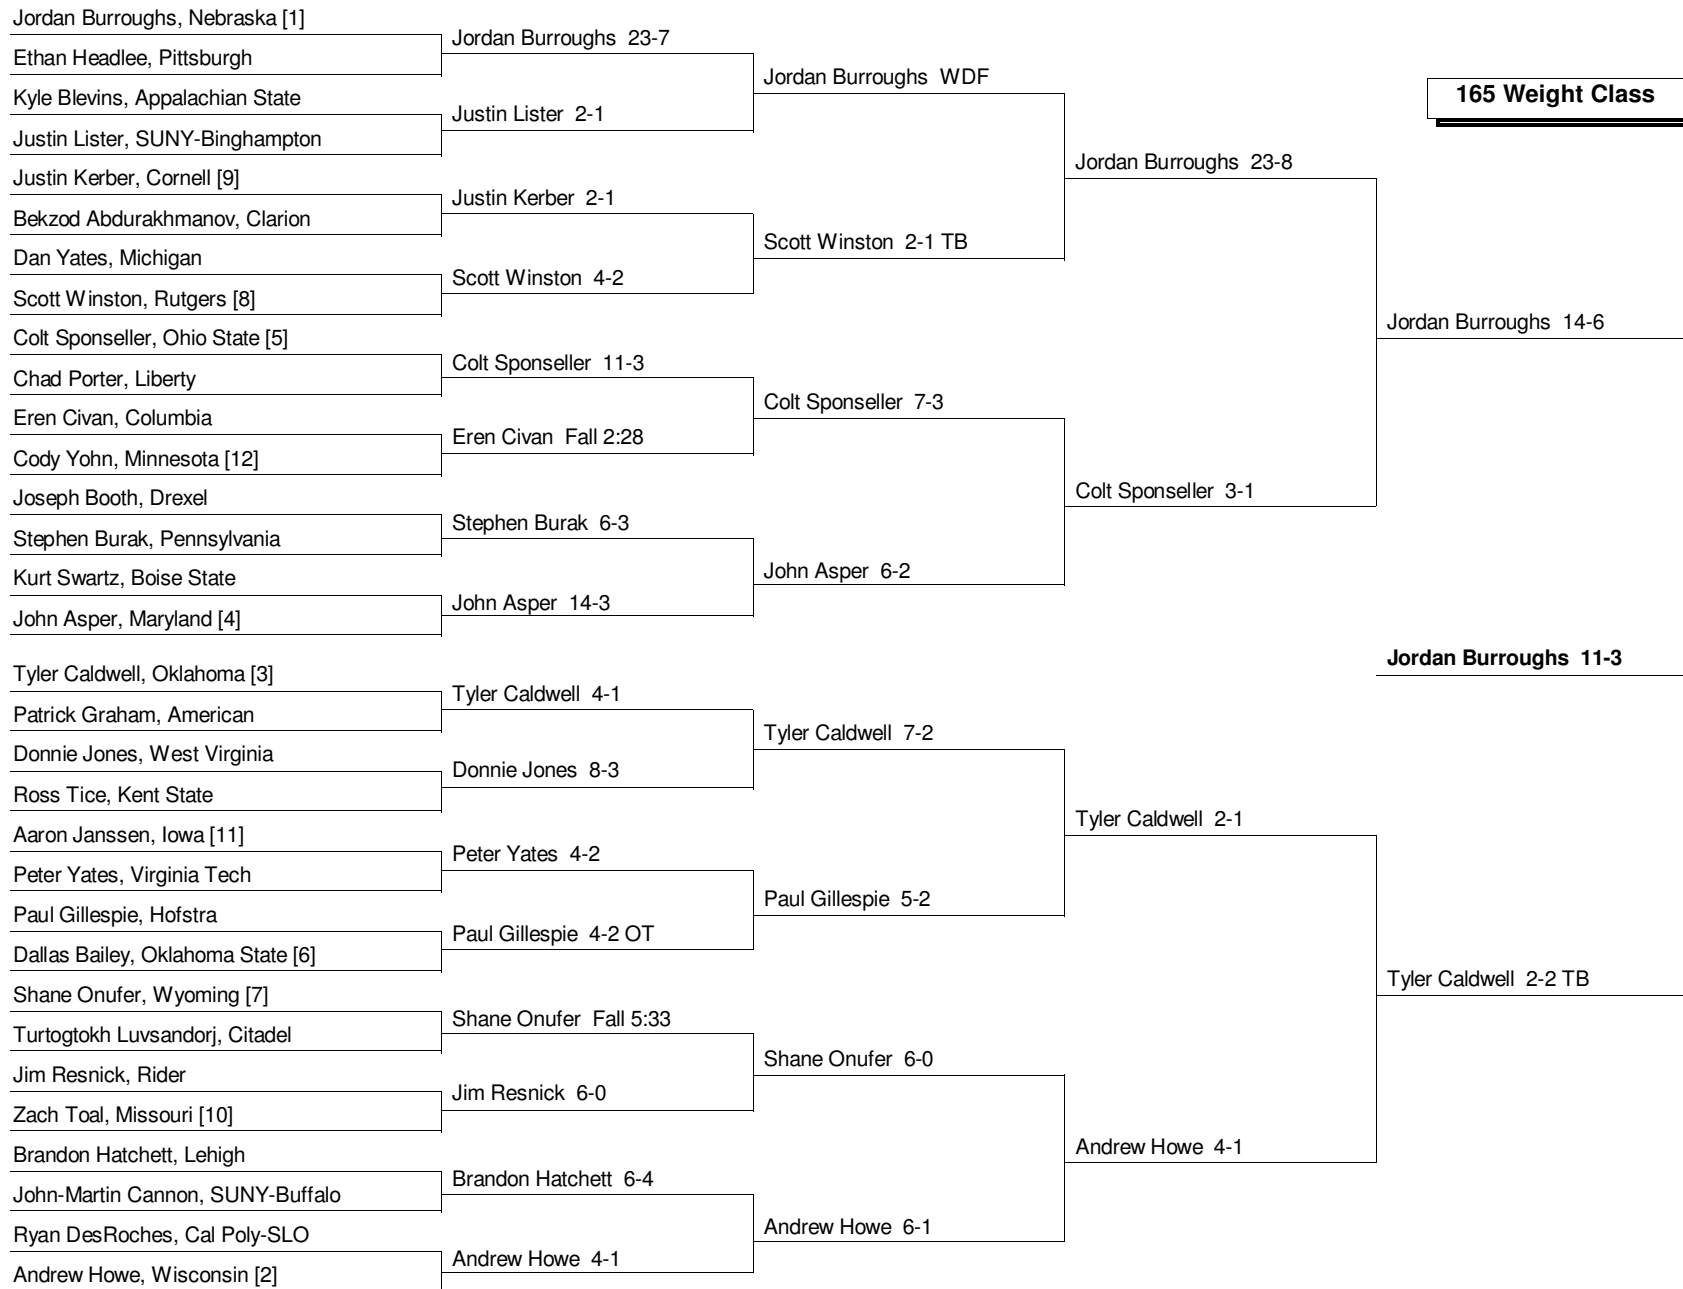 Jordan Burroughs, Nebraska [1]
Ethan Headlee, Pittsburgh
Kyle Blevins, Appalachian State
Justin Lister, SUNY-Binghampton
Justin Kerber, Cornell [9]
Bekzod Abdurakhmanov, Clarion
Dan Yates, Michigan
Scott Winston, Rutgers [8]
Colt Sponseller, Ohio State [5]
Chad Porter, Liberty
Eren Civan, Columbia
Cody Yohn, Minnesota [12]
Joseph Booth, Drexel
Stephen Burak, Pennsylvania
Kurt Swartz, Boise State
John Asper, Maryland [4]
Tyler Caldwell, Oklahoma [3]
Patrick Graham, American
Donnie Jones, West Virginia
Ross Tice, Kent State
Aaron Janssen, Iowa [11]
Peter Yates, Virginia Tech
Paul Gillespie, Hofstra
Dallas Bailey, Oklahoma State [6]
Shane Onufer, Wyoming [7]
Turtogtokh Luvsandorj, Citadel
Jim Resnick, Rider
Zach Toal, Missouri [10]
Brandon Hatchett, Lehigh
John-Martin Cannon, SUNY-Buffalo
Ryan DesRoches, Cal Poly-SLO
Andrew Howe, Wisconsin [2]
Jordan Burroughs 23-7
Justin Lister 2-1
Justin Kerber 2-1
Scott Winston 4-2
Colt Sponseller 11-3
Eren Civan Fall 2:28
Stephen Burak 6-3
John Asper 14-3
Tyler Caldwell 4-1
Donnie Jones 8-3
Peter Yates 4-2
Paul Gillespie 4-2 OT
Shane Onufer Fall 5:33
Jim Resnick 6-0
Brandon Hatchett 6-4
Andrew Howe 4-1
Jordan Burroughs WDF
Scott Winston 2-1 TB
Colt Sponseller 7-3
John Asper 6-2
Tyler Caldwell 7-2
Paul Gillespie 5-2
Shane Onufer 6-0
Andrew Howe 6-1
Jordan Burroughs 23-8
Colt Sponseller 3-1
Tyler Caldwell 2-1
Andrew Howe 4-1
165 Weight Class
Jordan Burroughs 14-6
Jordan Burroughs 11-3
Tyler Caldwell 2-2 TB